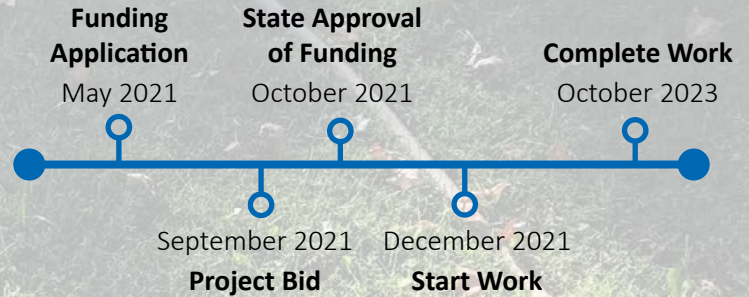 Funding
Application
May 2021
State Approval
of Funding
October 2021
Complete Work
October 2023
September 2021
Project Bid
December 2021
Start Work